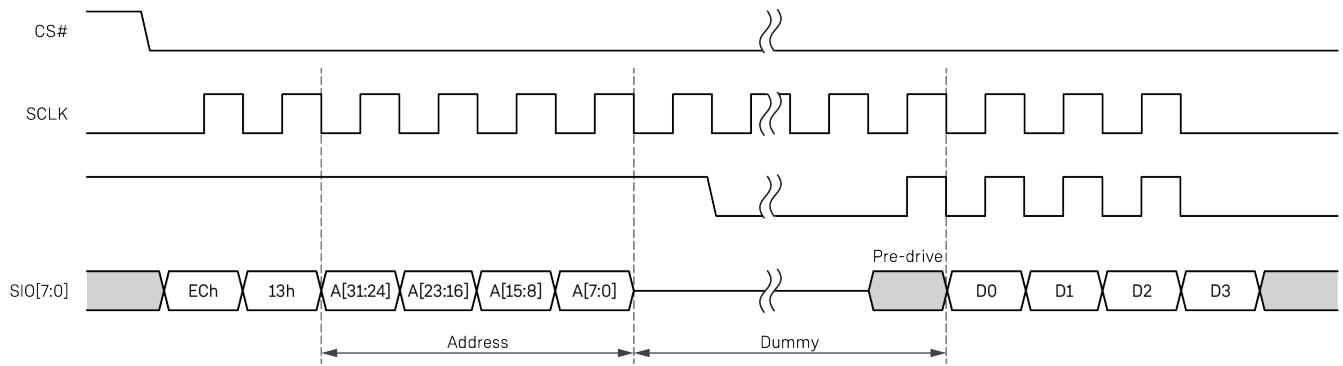 CS#
SCLK
Pre-drive
SIO[7:0] ECh 13h A[31:24] A[23:16] A[15:8] A[7:0] D0 D1 D2 D3
Address Dummy